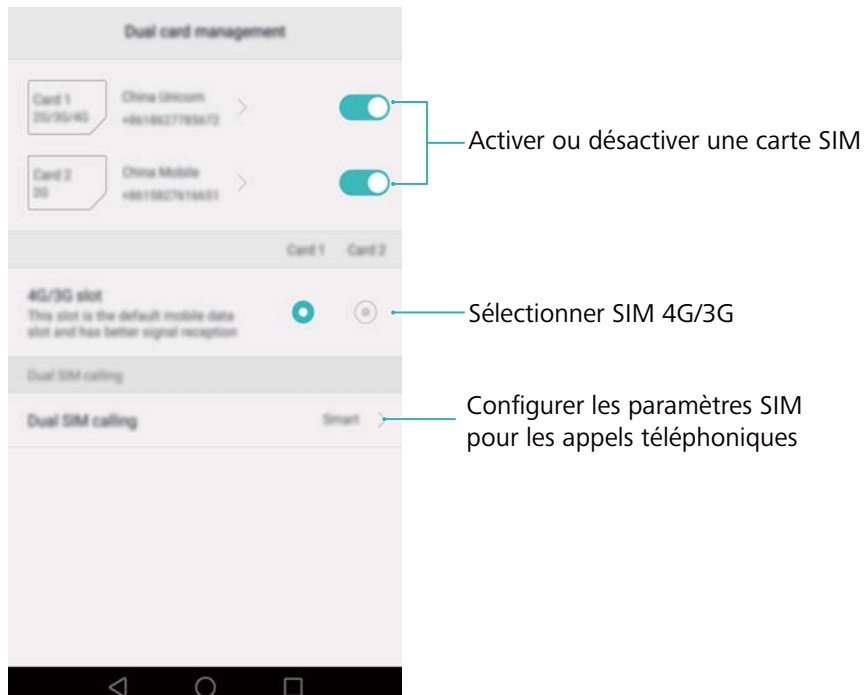 Dual card management
Card 1
2G/3G/4G
China Unicom
+8618627785672
Activer ou désactiver une carte SIM
Card 2
2G
China Mobile
+8615827616651
Card 1 Card 2
4G/3G slot
This slot is the default mobile data
slot and has better signal reception
Sélectionner SIM 4G/3G
Dual SIM calling
Dual SIM calling
Smart
Configurer les paramètres SIM
pour les appels téléphoniques